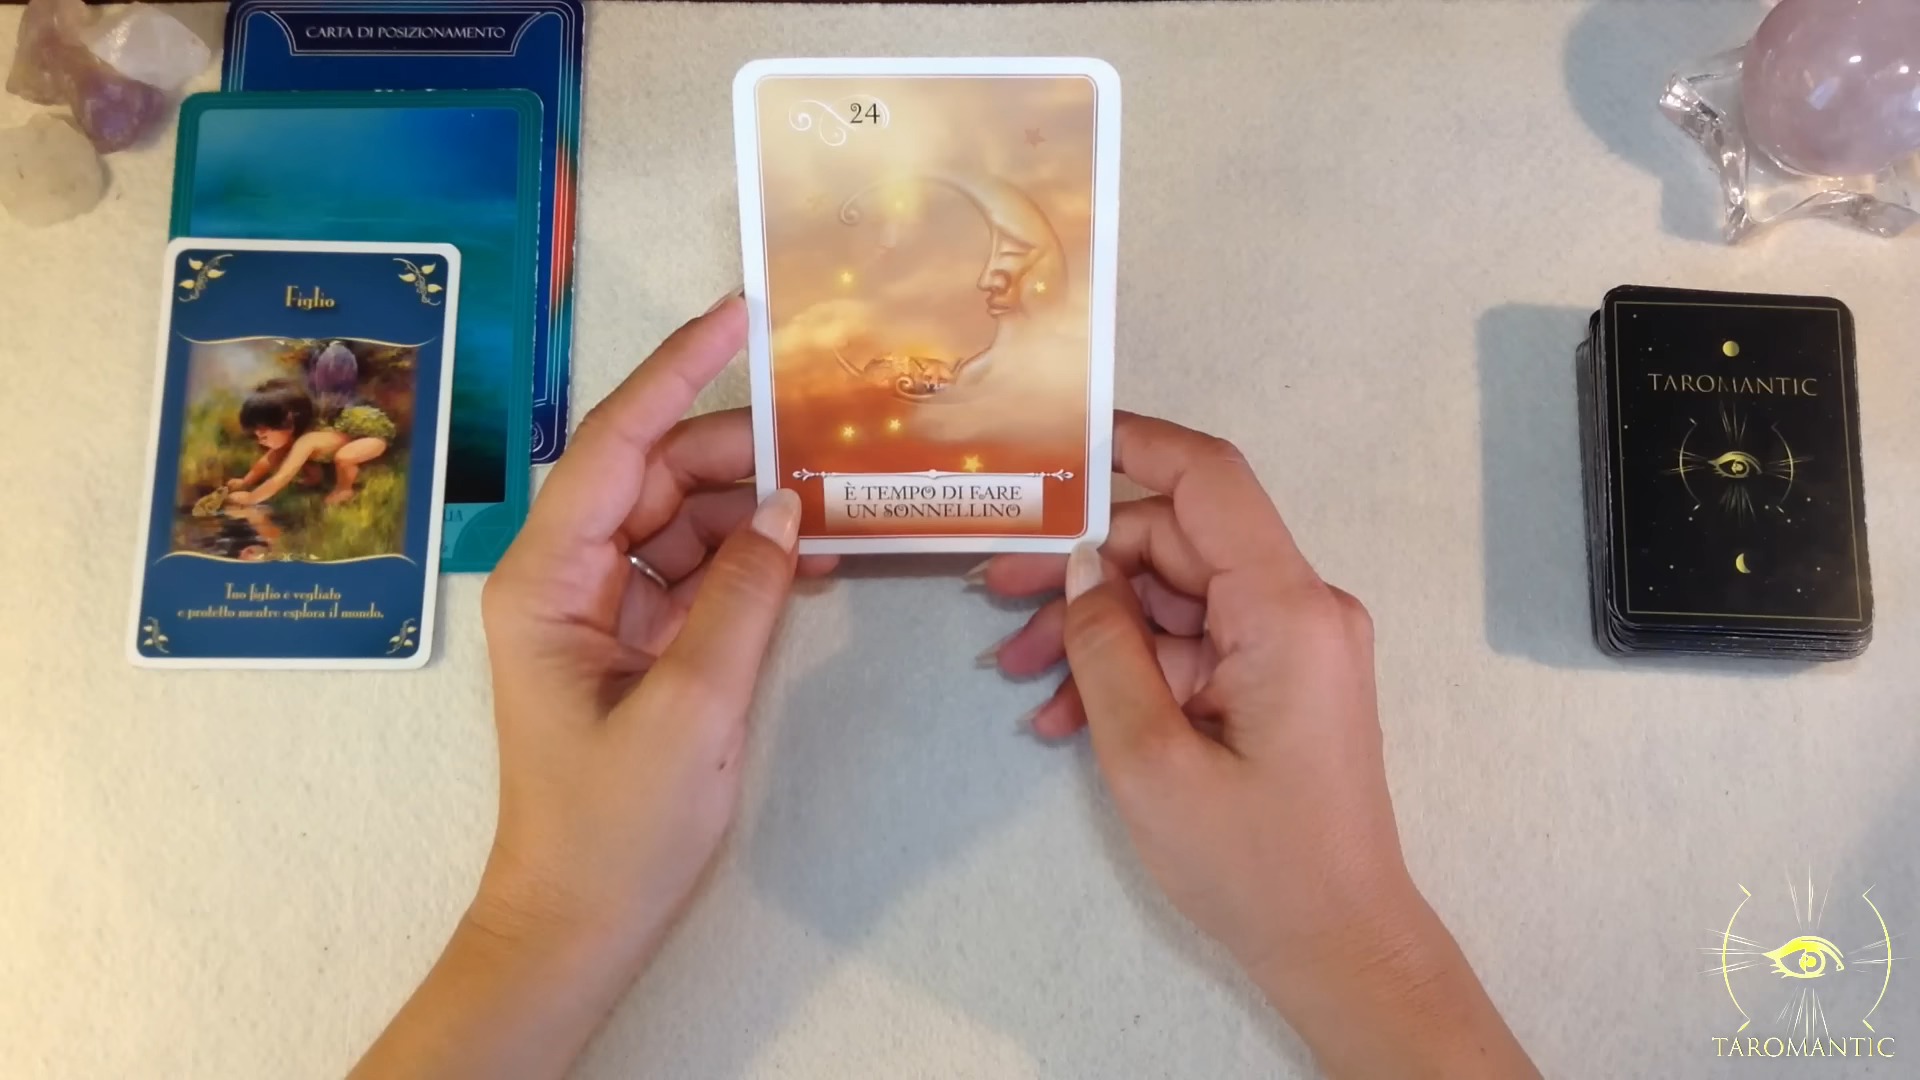 CARTA DI POSIZIONAMENTO
24
Figlio
TAROMANTIC
È TEMPO DI FARE
UN SONNELLINO
Tuo figlio è vegliato
e protetto mentre esplora il mondo.
TAROMANTIC